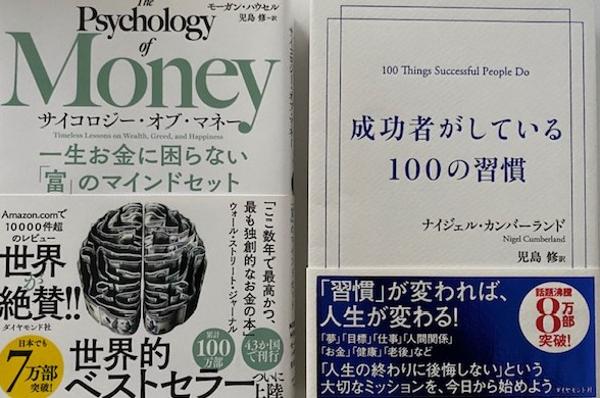 The
Psychology
of
Money
モーガン・ハウセル
児島 修・訳
サイコロジー・オブ・マネー
Timeless Lessons on Wealth, Greed, and Happiness
一生お金に困らない
「富」のマインドセット
Amazon.comで
10000件超
のレビュー
世界
が
絶賛!!
ダイヤモンド社
日本でも
7万部
突破!
「ここ数年で最高かつ、
最も独創的なお金の本」
ウォール・ストリート・ジャーナル
累計
100
万部
43か国
で刊行
世界的
ベストセラー
ついに
上陸
100 Things Successful People Do
成功者がしている
100の習慣
ナイジェル・カンバーランド
Nigel Cumberland
児島 修 訳
「習慣」が変われば、
人生が変わる!
「夢」「目標」「仕事」「人間関係」
「お金」「健康」「老後」など
「人生の終わりに後悔しない」という
大切なミッションを、今日から始めよう
話題沸騰
8万
部
突破!
ダイヤモンド社